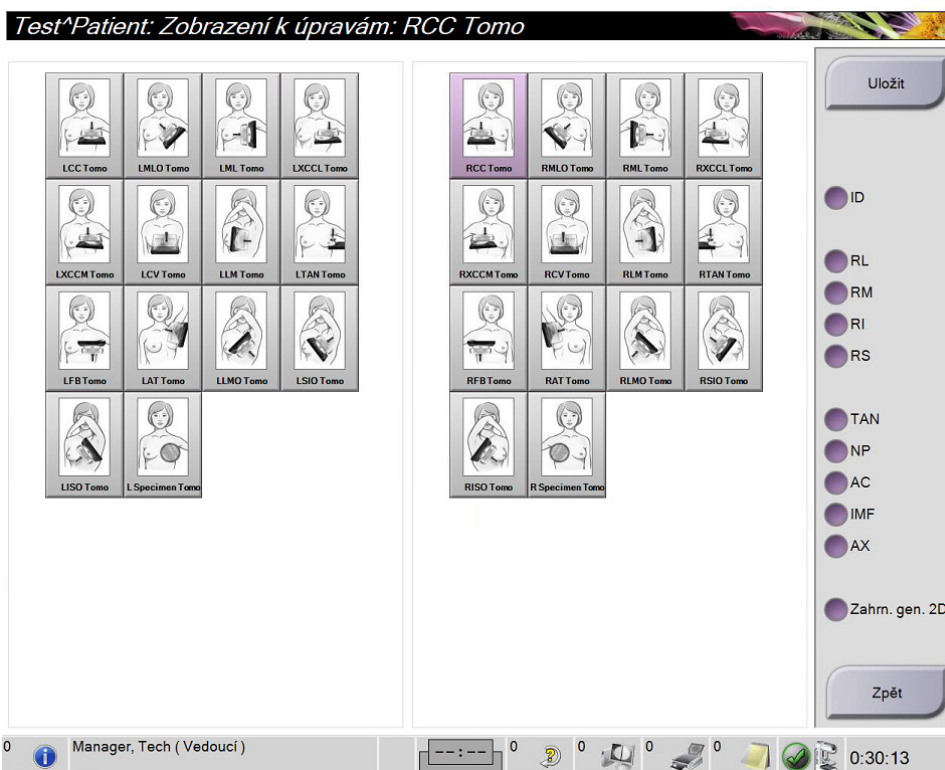 Test^Patient: Zobrazení k úpravám: RCC Tomo
LCC Tomo LMLO Tomo LML Tomo LXCCL Tomo
LXCCM Tomo LCV Tomo LLM Tomo LTAN Tomo
LFB Tomo LAT Tomo LLMO Tomo LSIO Tomo
LISO Tomo L Specimen Tomo
RCC Tomo RMLO Tomo RML Tomo RXCCL Tomo
RXCCM Tomo RCV Tomo RLM Tomo RTAN Tomo
RFB Tomo RAT Tomo RLMO Tomo RSIO Tomo
RISO Tomo R Specimen Tomo
Uložit
ID
RL
RM
RI
RS
TAN
NP
AC
IMF
AX
Zahrn. gen. 2D
Zpět
0 Manager, Tech ( Vedoucí ) --:-- 0 0 0 0 0:30:13